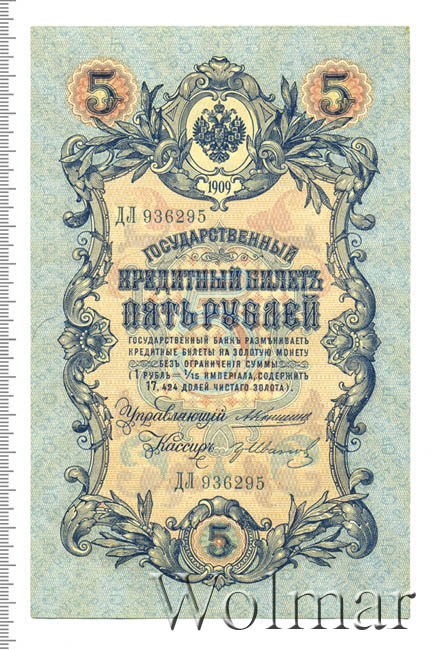 5 5
1909
ДЛ 936295
ГОСУДАРСТВЕННЫЙ
КРЕДИТНЫЙ БИЛЕТЪ
ПЯТЬ РУБЛЕЙ
ГОСУДАРСТВЕННЫЙ БАНКЪ РАЗМѢНИВАЕТЪ
КРЕДИТНЫЕ БИЛЕТЫ НА ЗОЛОТУЮ МОНЕТУ
БЕЗЪ ОГРАНИЧЕНІЯ СУММЫ
(1 РУБЛЬ = 1/15 ИМПЕРІАЛА, СОДЕРЖИТЪ
17,424 ДОЛЕЙ ЧИСТАГО ЗОЛОТА).
Управляющій
Кассиръ
ДЛ 936295
5
Wolmar